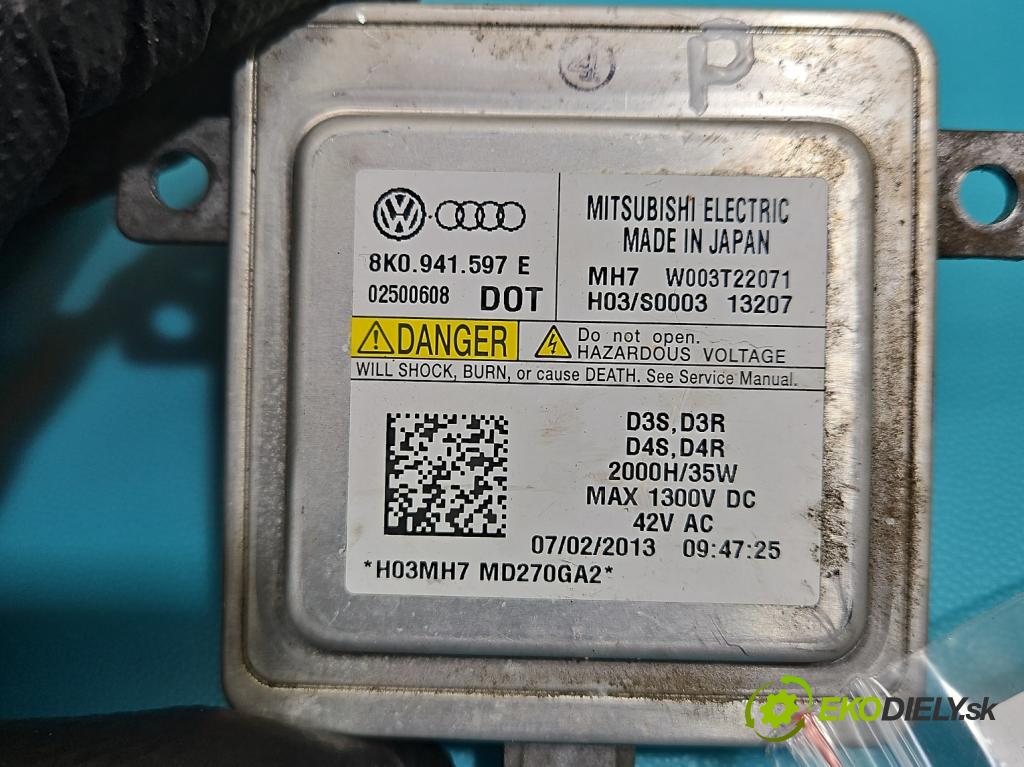 4
P
8K0.941.597 E
02500608 DOT
MITSUBISHI ELECTRIC
MADE IN JAPAN
MH7 W003T22071
H03/S0003 13207
DANGER
Do not open.
HAZARDOUS VOLTAGE
WILL SHOCK, BURN, or cause DEATH. See Service Manual.
D3S, D3R
D4S, D4R
2000H/35W
MAX 1300V DC
42V AC
07/02/2013 09:47:25
*H03MH7 MD270GA2*
EKODIELY.sk